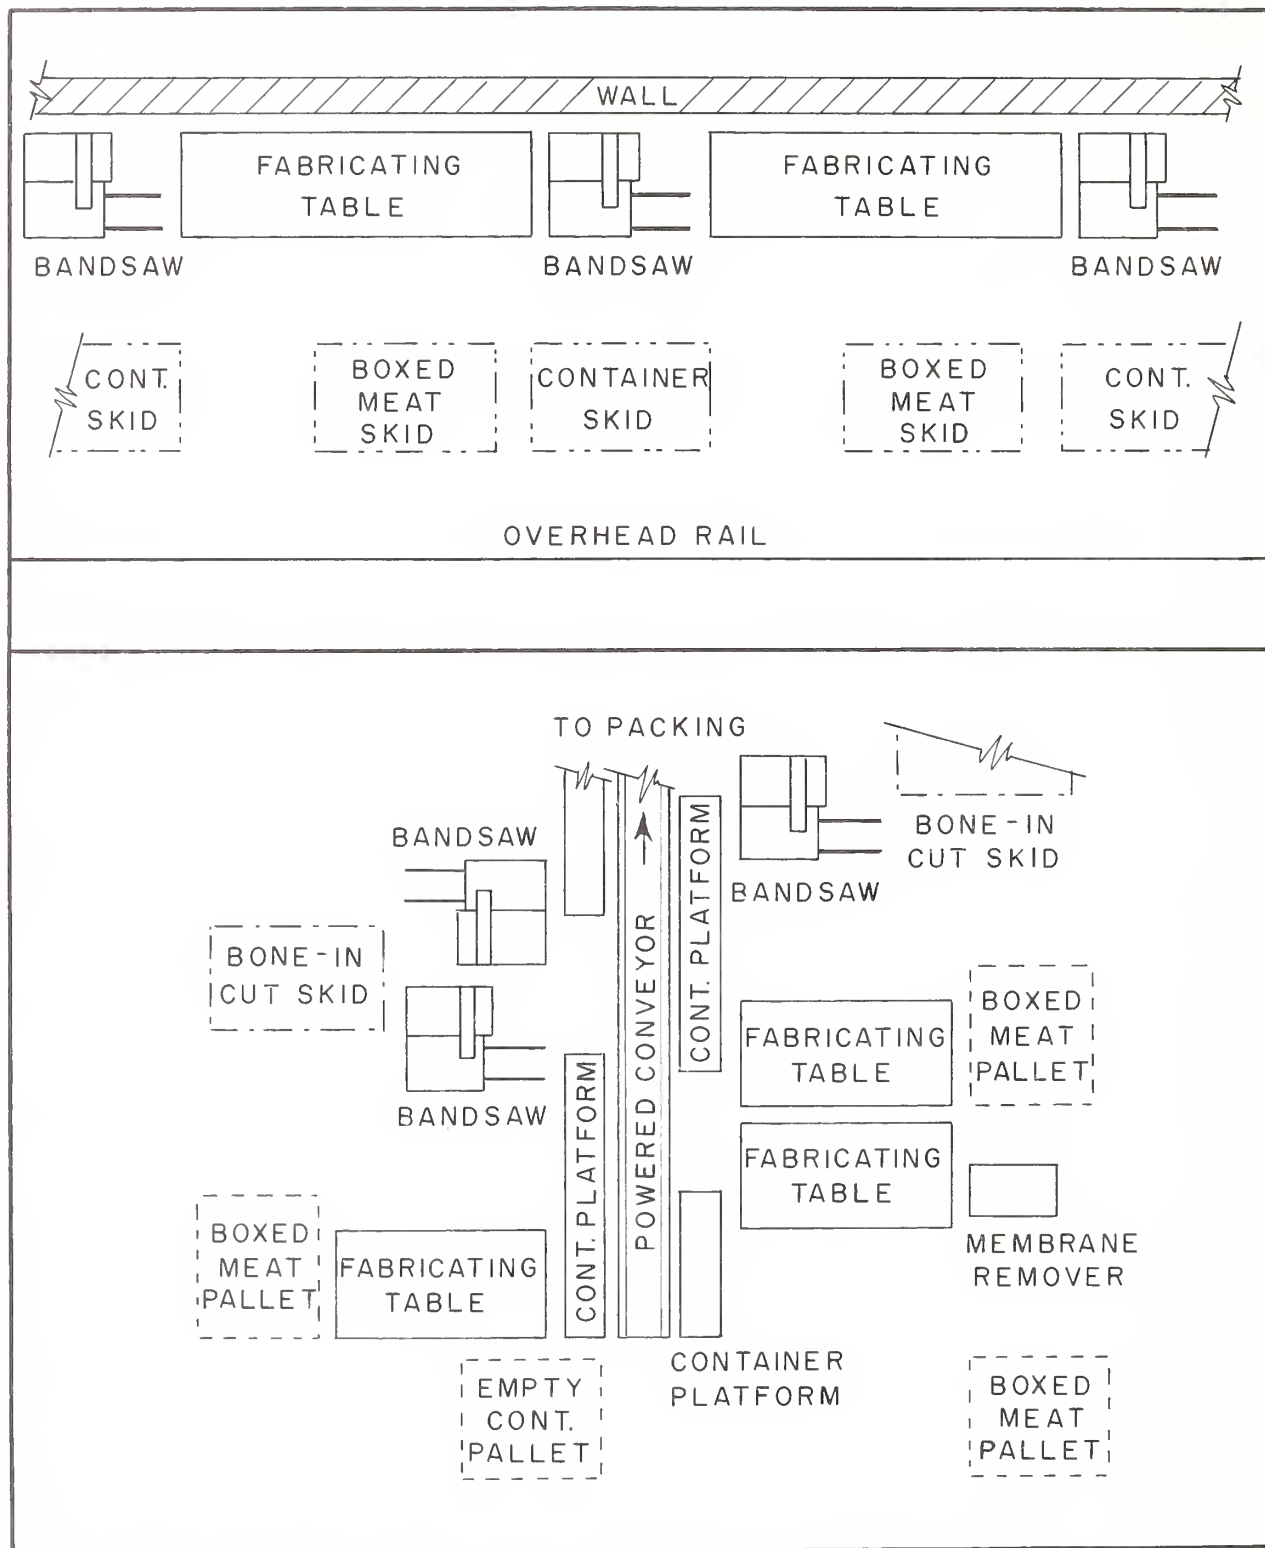 WALL
FABRICATING
TABLE
FABRICATING
TABLE
BANDSAW
BANDSAW
BANDSAW
CONT.
SKID
BOXED
MEAT
SKID
CONTAINER
SKID
BOXED
MEAT
SKID
CONT.
SKID
OVERHEAD RAIL
TO PACKING
BANDSAW
BONE-IN
CUT SKID
BANDSAW
CONT. PLATFORM
POWERED CONVEYOR
BONE-IN
CUT SKID
BANDSAW
FABRICATING
TABLE
BOXED
MEAT
PALLET
CONT. PLATFORM
FABRICATING
TABLE
MEMBRANE
REMOVER
BOXED
MEAT
PALLET
FABRICATING
TABLE
CONTAINER
PLATFORM
EMPTY
CONT.
PALLET
BOXED
MEAT
PALLET